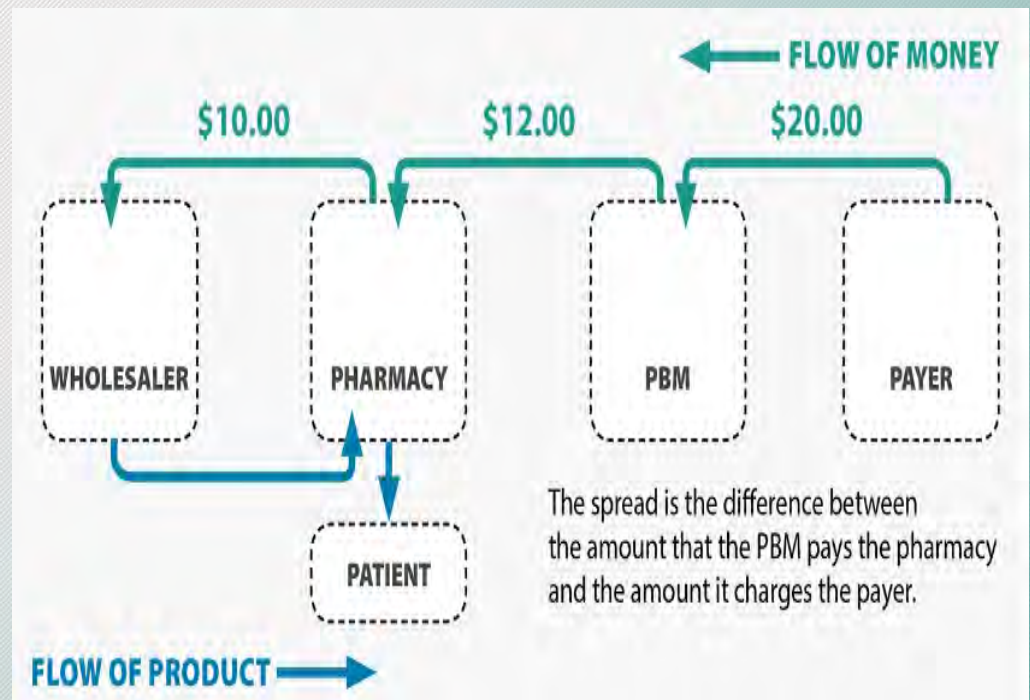 FLOW OF MONEY
$10.00
$12.00
$20.00
WHOLESALER
PHARMACY
PBM
PAYER
The spread is the difference between
the amount that the PBM pays the pharmacy
and the amount it charges the payer.
PATIENT
FLOW OF PRODUCT